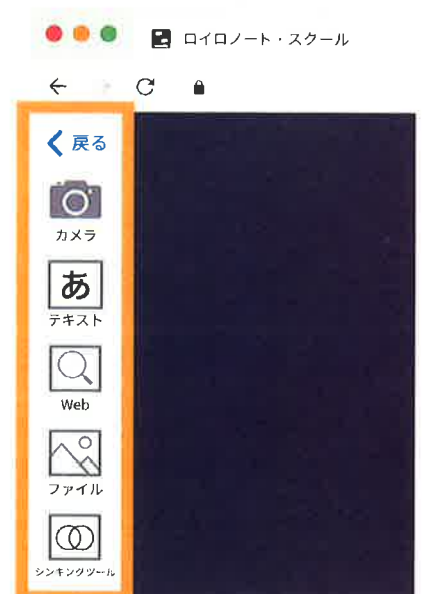 ロイロノート・スクール
戻る
カメラ
あ
テキスト
Web
ファイル
シンキングツール